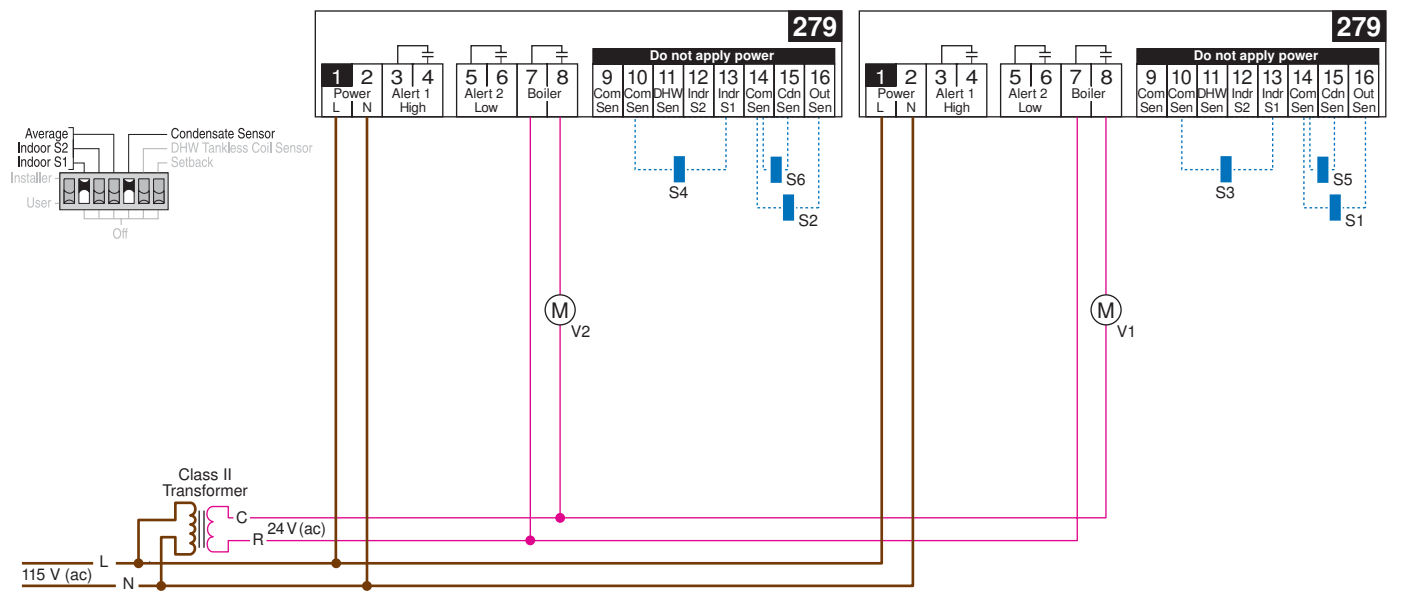 279
Do not apply power
1 2 3 4 5 6 7 8 9 10 11 12 13 14 15 16
Power Alert 1 Alert 2 Boiler Com Com DHW Indr Indr Com Cdn Out
L N High Low Sen Sen Sen S2 S1 Sen Sen Sen
279
Do not apply power
1 2 3 4 5 6 7 8 9 10 11 12 13 14 15 16
Power Alert 1 Alert 2 Boiler Com Com DHW Indr Indr Com Cdn Out
L N High Low Sen Sen Sen S2 S1 Sen Sen Sen
Average Condensate Sensor
Indoor S2 DHW Tankless Coil Sensor
Indoor S1 Setback
Installer
User
Off
S4
S6
S2
S3
S5
S1
M
V2
M
V1
Class II
Transformer
C
24 V (ac)
R
L
115 V (ac)
N